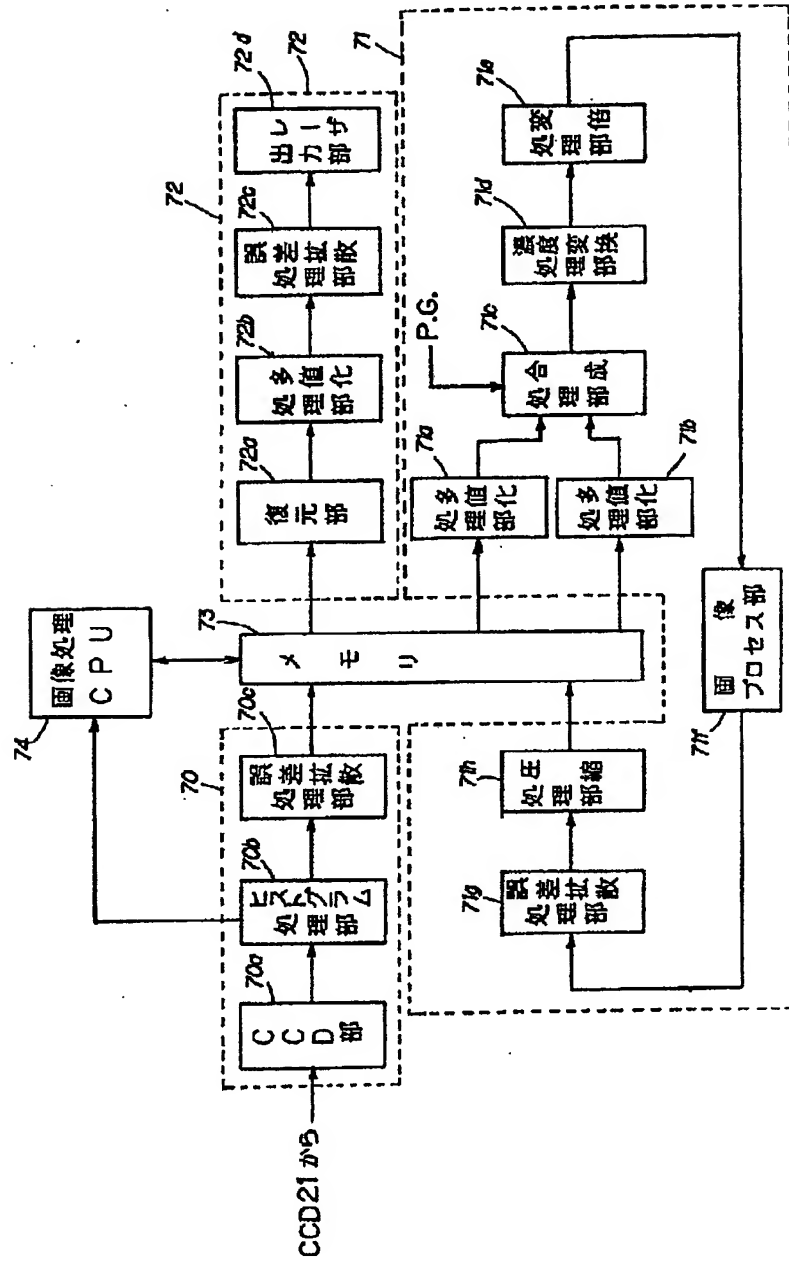 CCD21から
70
70a
CCD部
70b
ヒストグラム
処理部
70c
誤差拡散
処理部
74
画像処理
CPU
73
メモリ
72
72
72a
復元部
72b
多値化
処理部
72c
誤差拡散
処理部
72d
レーザ
出力部
71
71a
多値化
処理部
71b
多値化
処理部
P.G.
71c
合成
処理部
71d
濃度変換
処理部
71e
変倍
処理部
71f
画像
プロセス部
71g
誤差拡散
処理部
71h
圧縮
処理部